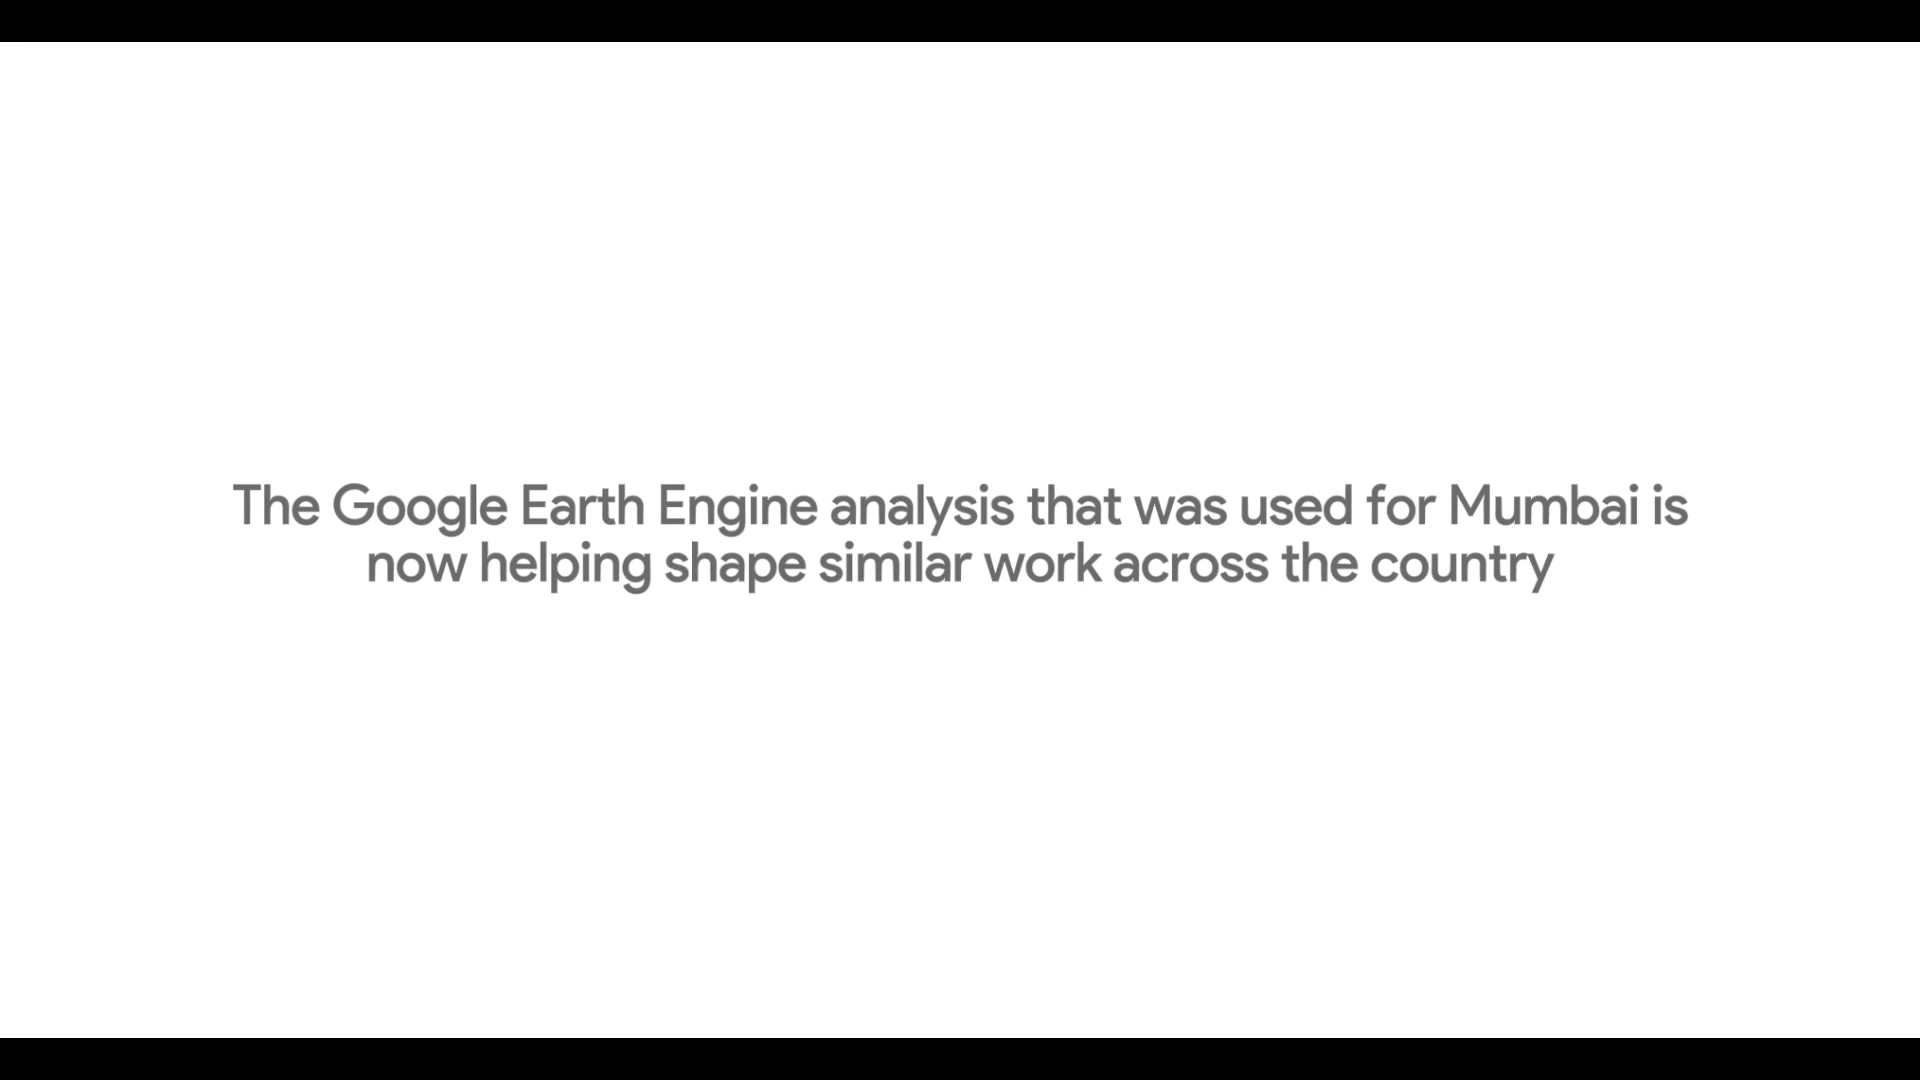 The Google Earth Engine analysis that was used for Mumbai is
now helping shape similar work across the country